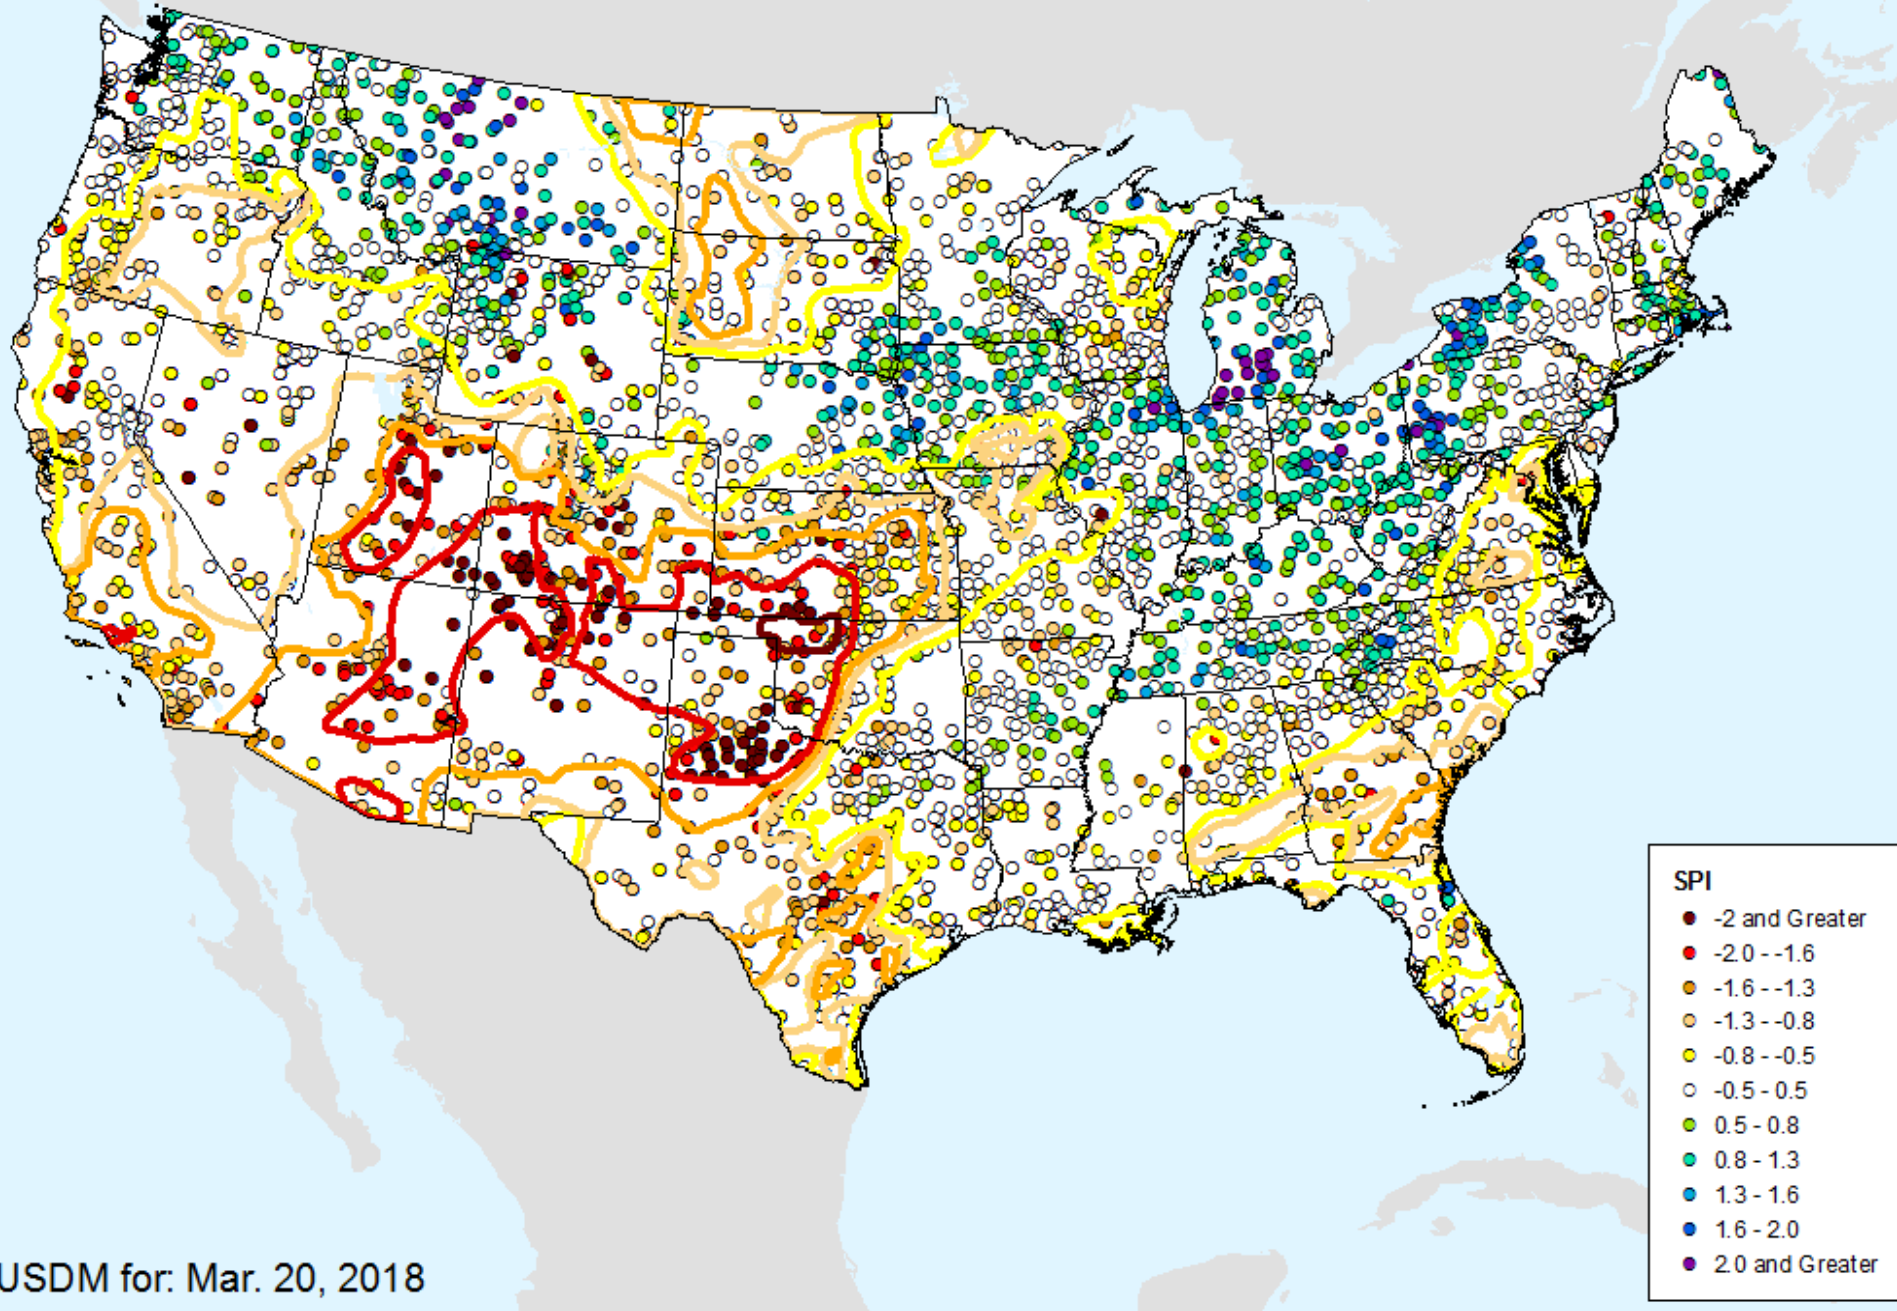 SPI
-2 and Greater
-2.0 - -1.6
-1.6 - -1.3
-1.3 - -0.8
-0.8 - -0.5
-0.5 - 0.5
0.5 - 0.8
0.8 - 1.3
1.3 - 1.6
1.6 - 2.0
2.0 and Greater
USDM for: Mar. 20, 2018